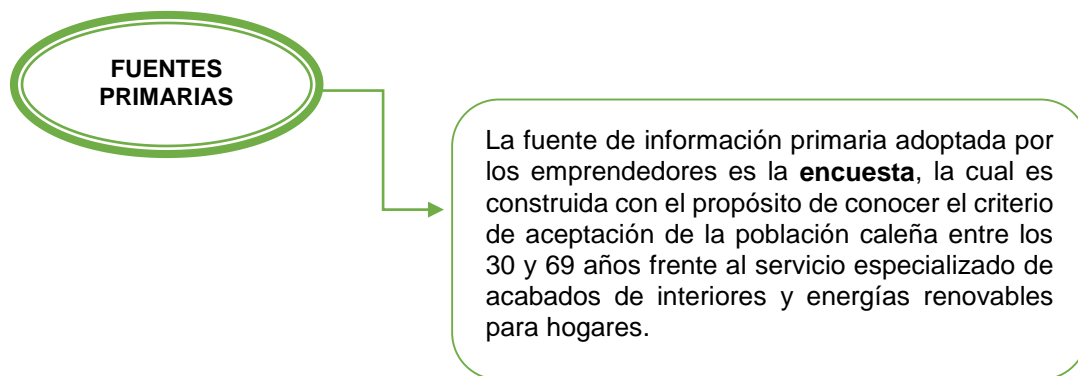 FUENTES
PRIMARIAS
La fuente de información primaria adoptada por
los emprendedores es la encuesta, la cual es
construida con el propósito de conocer el criterio
de aceptación de la población caleña entre los
30 y 69 años frente al servicio especializado de
acabados de interiores y energías renovables
para hogares.